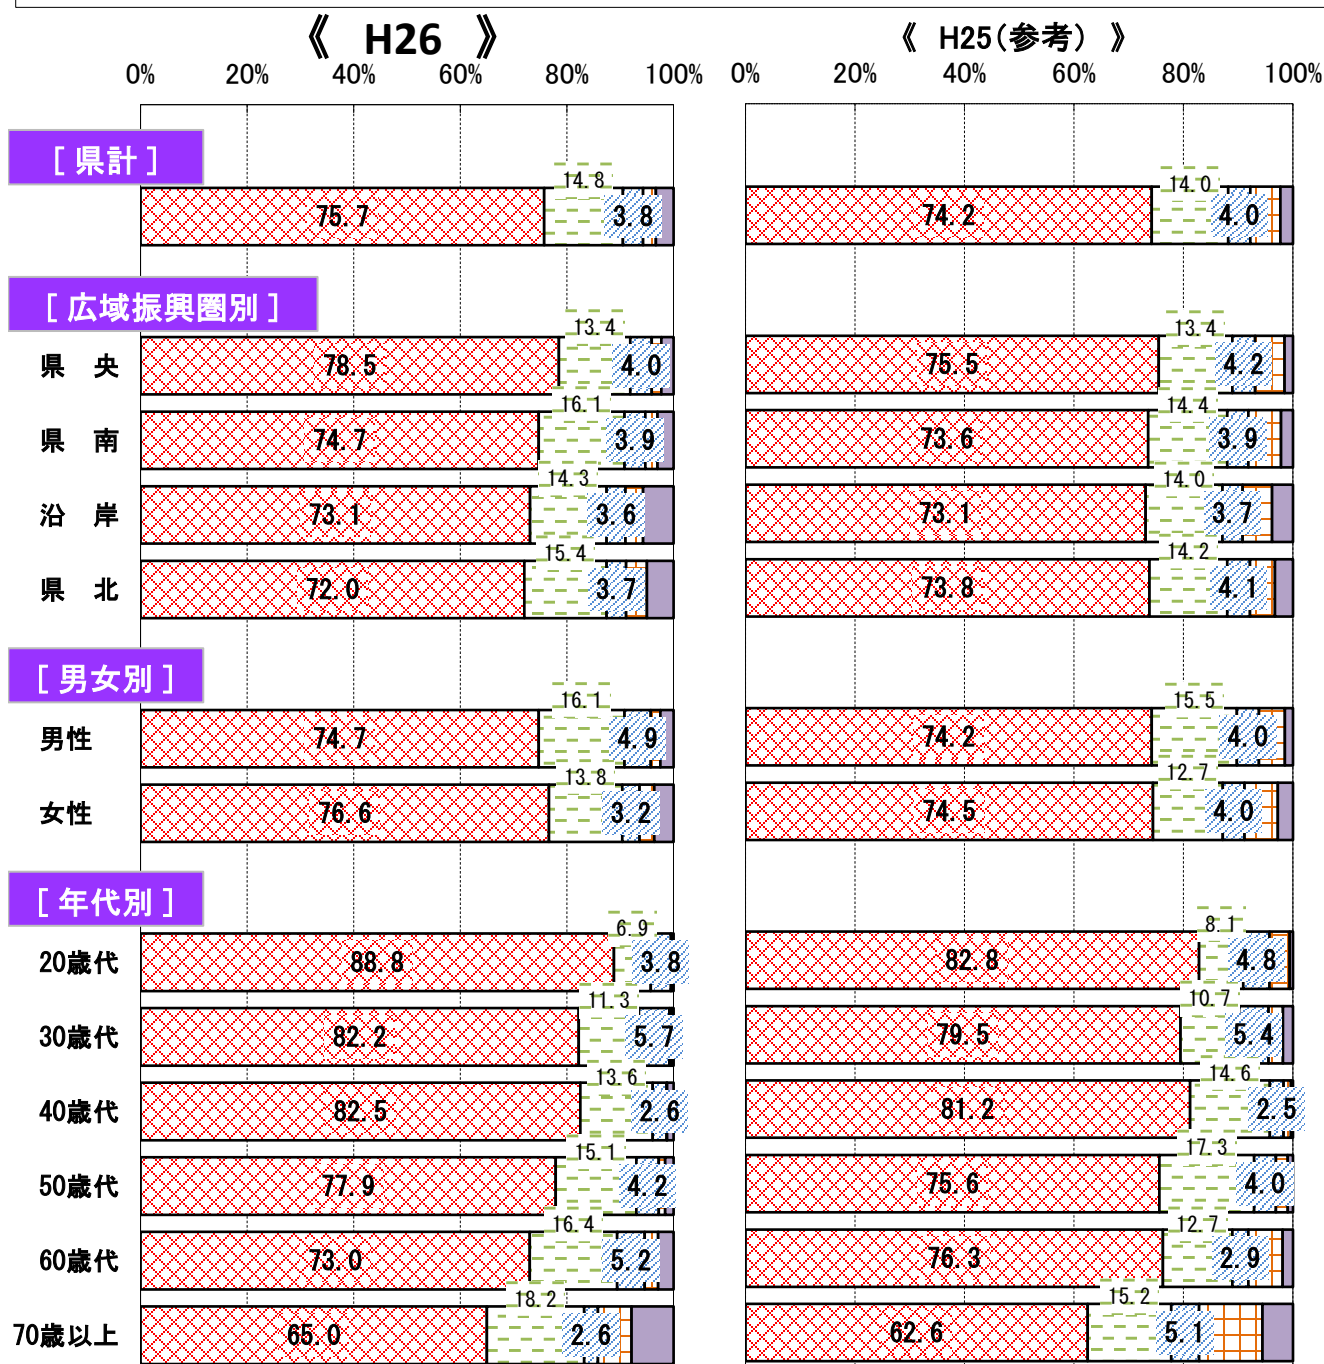 《 H26 》 《 H25(参考) 》
0% 20% 40% 60% 80% 100% 0% 20% 40% 60% 80% 100%
[ 県計 ]
14.8 14.0
75.7 3.8 74.2 4.0
[ 広域振興圏別 ]
13.4 13.4
県 央 78.5 4.0 75.5 4.2
16.1 14.4
県 南 74.7 3.9 73.6 3.9
14.3 14.0
沿 岸 73.1 3.6 73.1 3.7
15.4 14.2
県 北 72.0 3.7 73.8 4.1
[ 男女別 ]
16.1 15.5
男性 74.7 4.9 74.2 4.0
13.8 12.7
女性 76.6 3.2 74.5 4.0
[ 年代別 ]
6.9 8.1
20歳代 88.8 3.8 82.8 4.8
11.3 10.7
30歳代 82.2 5.7 79.5 5.4
13.6 14.6
40歳代 82.5 2.6 81.2 2.5
15.1 17.3
50歳代 77.9 4.2 75.6 4.0
16.4 12.7
60歳代 73.0 5.2 76.3 2.9
18.2 15.2
70歳以上 65.0 2.6 62.6 5.1